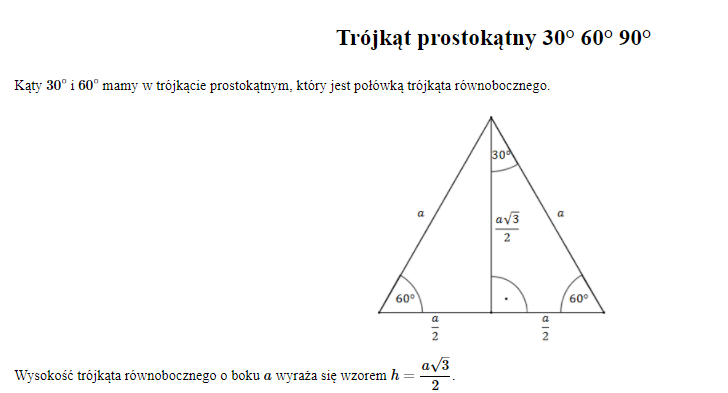 Trójkąt prostokątny 30° 60° 90°
Kąty 30° i 60° mamy w trójkącie prostokątnym, który jest połówką trójkąta równobocznego.
30°
a
a√3/2
a
60°
60°
a/2
a/2
Wysokość trójkąta równobocznego o boku a wyraża się wzorem h = a√3/2.